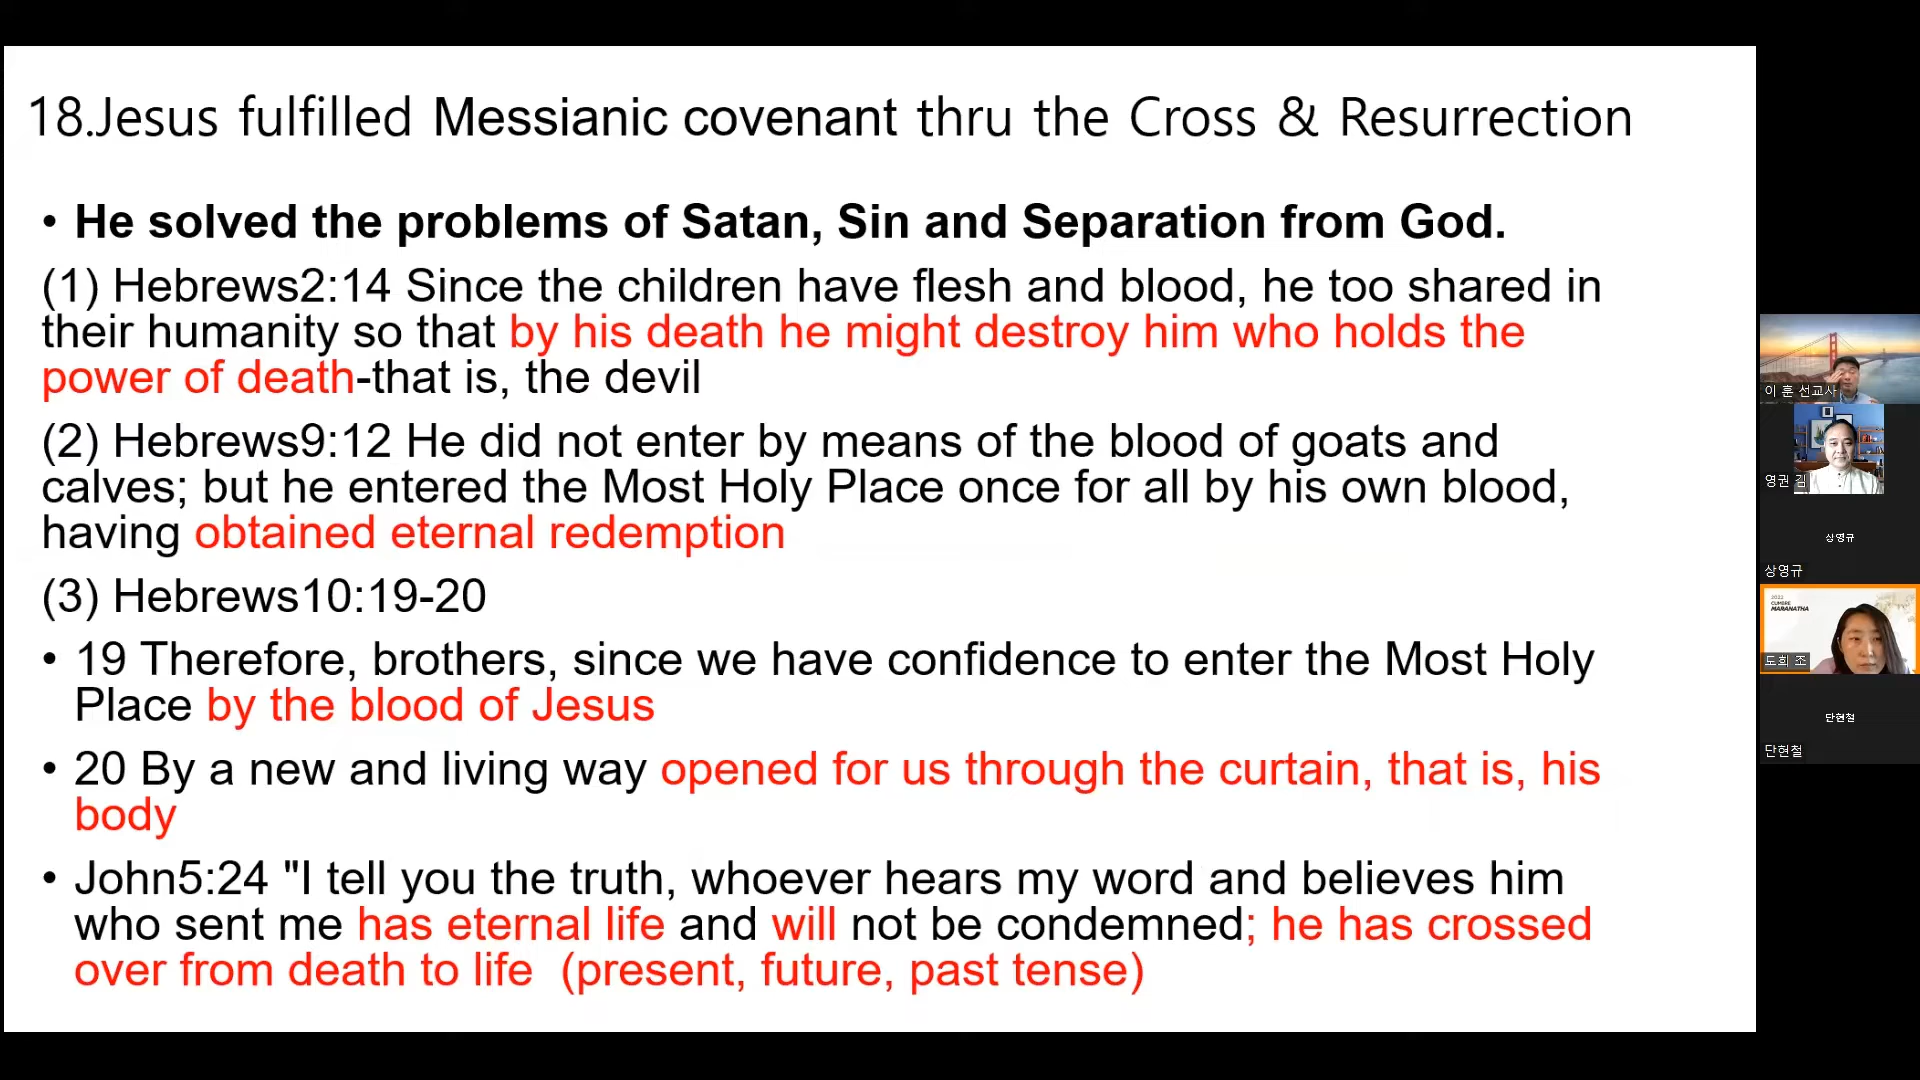 18.Jesus fulfilled Messianic covenant thru the Cross & Resurrection
• He solved the problems of Satan, Sin and Separation from God.
(1) Hebrews2:14 Since the children have flesh and blood, he too shared in
their humanity so that by his death he might destroy him who holds the
power of death-that is, the devil
(2) Hebrews9:12 He did not enter by means of the blood of goats and
calves; but he entered the Most Holy Place once for all by his own blood,
having obtained eternal redemption
(3) Hebrews10:19-20
• 19 Therefore, brothers, since we have confidence to enter the Most Holy
Place by the blood of Jesus
• 20 By a new and living way opened for us through the curtain, that is, his
body
• John5:24 "I tell you the truth, whoever hears my word and believes him
who sent me has eternal life and will not be condemned; he has crossed
over from death to life  (present, future, past tense)
이 훈 선교사
영권 김
상영규
상영규
2022
CUMBRE
MARANATHA
도희 조
단현철
단현철